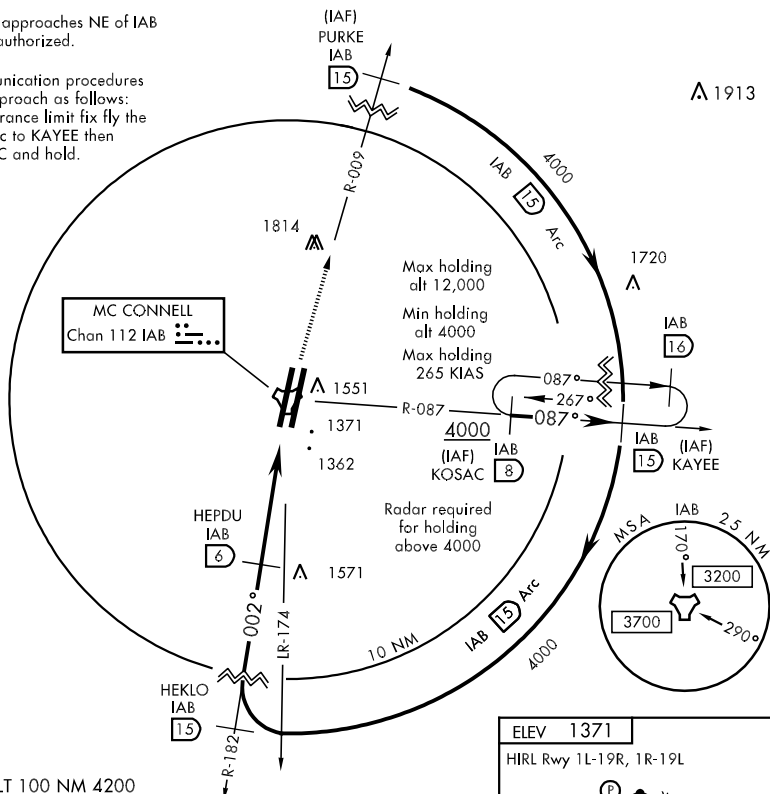 approaches NE of IAB
uthorized.
unication procedures
proach as follows:
rance limit fix fly the
c to KAYEE then
C and hold.
(IAF)
PURKE
IAB
15
1913
R-009
IAB 15 Arc
4000
1814
1720
Max holding
alt 12,000
Min holding
alt 4000
Max holding
265 KIAS
MC CONNELL
Chan 112 IAB
IAB
16
087°
267°
087°
R-087
1551
1371
1362
4000
(IAF)
KOSAC
IAB
8
IAB
15
(IAF)
KAYEE
Radar required
for holding
above 4000
HEPDU
IAB
6
1571
002°
LR-174
10 NM
IAB 15 Arc
4000
MSA IAB 25 NM
170°
3200
3700
290°
HEKLO
IAB
15
R-182
LT 100 NM 4200
ELEV 1371
HIRL Rwy 1L-19R, 1R-19L
P